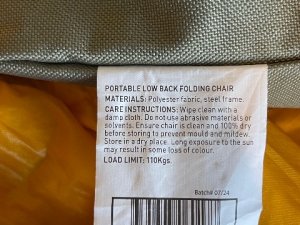 PORTABLE LOW BACK FOLDING CHAIR
MATERIALS: Polyester fabric, steel frame.
CARE INSTRUCTIONS: Wipe clean with a
damp cloth. Do not use abrasive materials or
solvents. Ensure chair is clean and 100% dry
before storing to prevent mould and mildew.
Store in a dry place. Long exposure to the sun
may result in some loss of colour.
LOAD LIMIT: 110Kgs.
Batch# 07/24